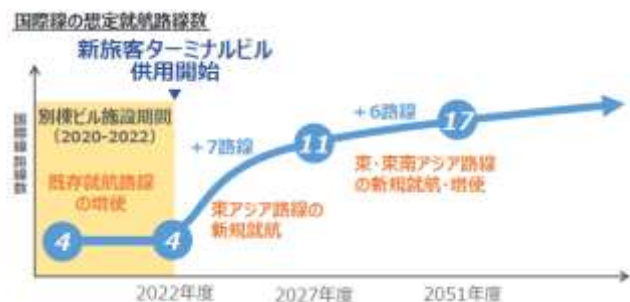 国際線の想定就航路線数
新旅客ターミナルビル
供用開始
別棟ビル施設期間
(2020-2022)
国際線路線数
既存就航路線
の増便
4
4
+7路線
11
+6路線
17
東アジア路線の
新規就航
東・東南アジア路線
の新規就航・増便
2022年度
2027年度
2051年度